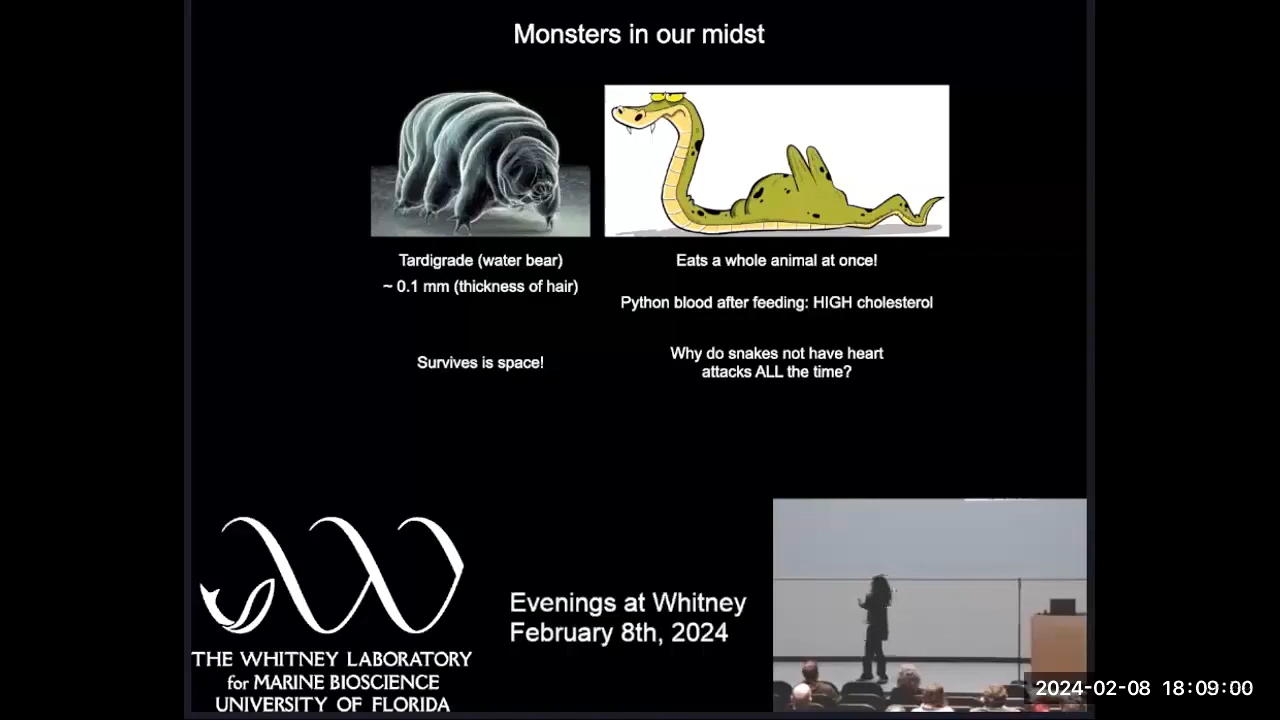 Monsters in our midst
Tardigrade (water bear)
~ 0.1 mm (thickness of hair)
Survives is space!
Eats a whole animal at once!
Python blood after feeding: HIGH cholesterol
Why do snakes not have heart
attacks ALL the time?
THE WHITNEY LABORATORY
for MARINE BIOSCIENCE
UNIVERSITY OF FLORIDA
Evenings at Whitney
February 8th, 2024
2024-02-08 18:09:00